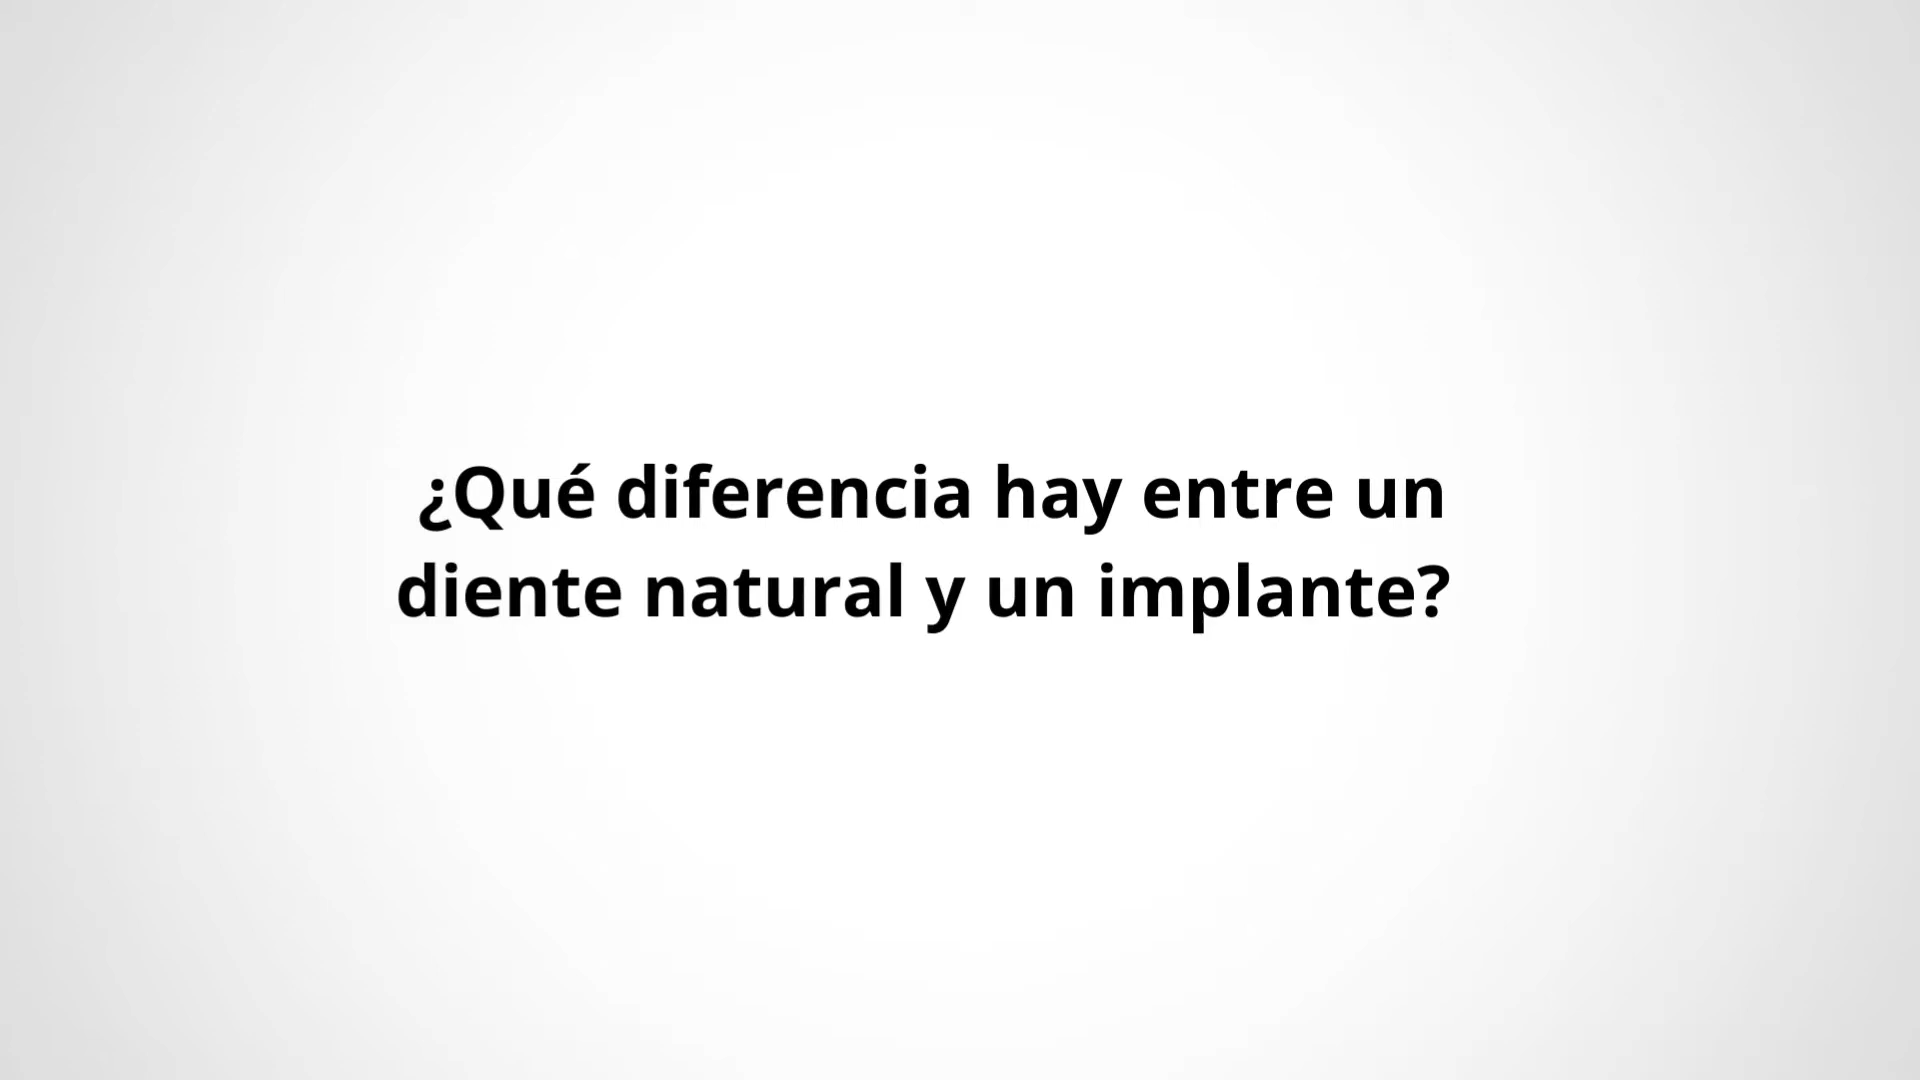 ¿Qué diferencia hay entre un
diente natural y un implante?